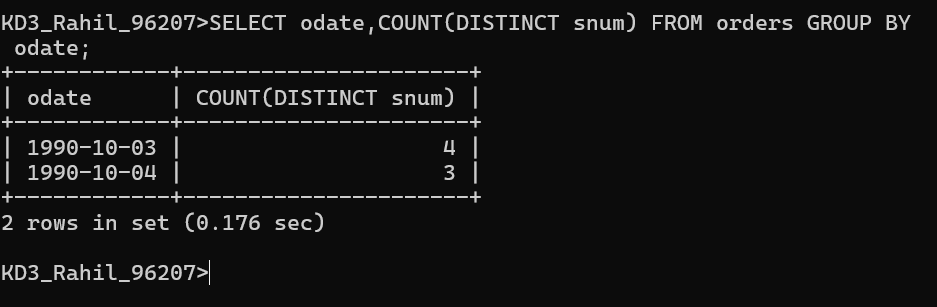 KD3_Rahil_96207>SELECT odate,COUNT(DISTINCT snum) FROM orders GROUP BY
 odate;
+------------+----------------------+
| odate      | COUNT(DISTINCT snum) |
+------------+----------------------+
| 1990-10-03 |                    4 |
| 1990-10-04 |                    3 |
+------------+----------------------+
2 rows in set (0.176 sec)

KD3_Rahil_96207>